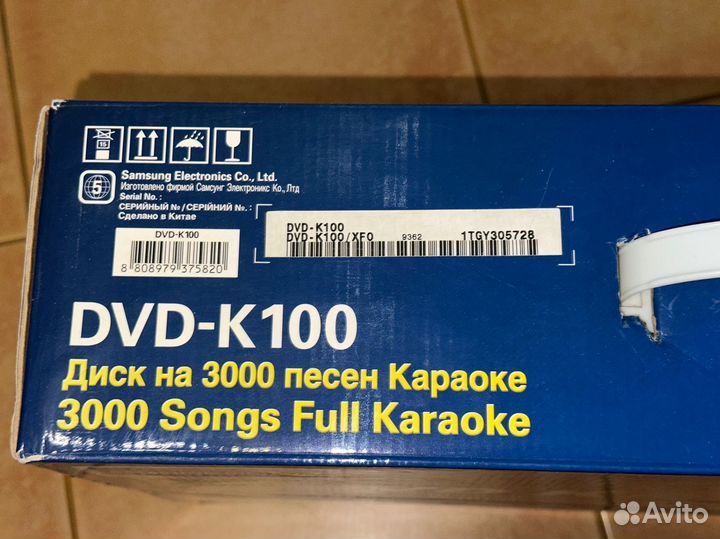 15
5
Samsung Electronics Co., Ltd.
Изготовлено фирмой Самсунг Электроникс Ко., Лтд
Serial No. :
СЕРИЙНЫЙ № / СЕРІЙНИЙ № :
Сделано в Китае
DVD-K100
8 808979 375820
DVD-K100
DVD-K100/XFO 9362 1TGY305728
DVD-K100
Диск на 3000 песен Караоке
3000 Songs Full Karaoke
Avito